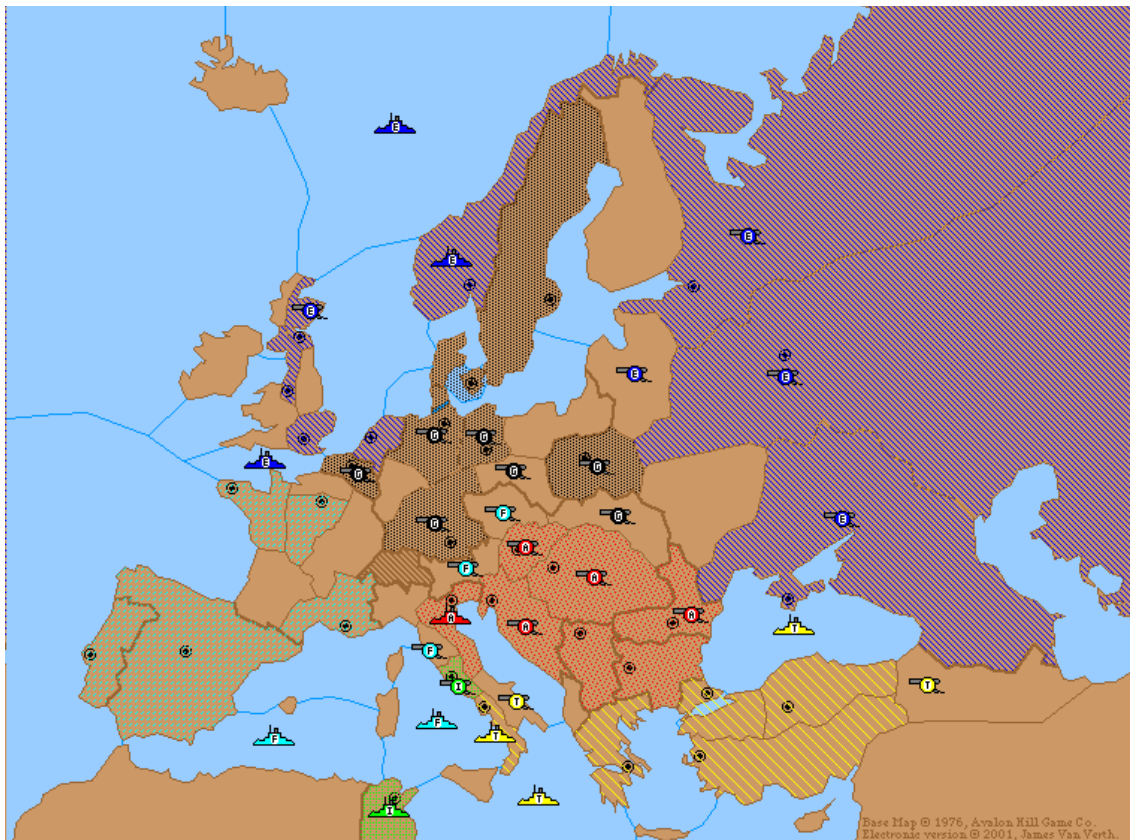 E
E
E
E
E
E
E
G
G
G
E
G
G
F
G
E
G
A
F
A
A
A
T
A
F
I
T
T
F
T
F
T
I
Base Map © 1976, Avalon Hill Game Co.
Electronic version © 2001, James Van Verth.